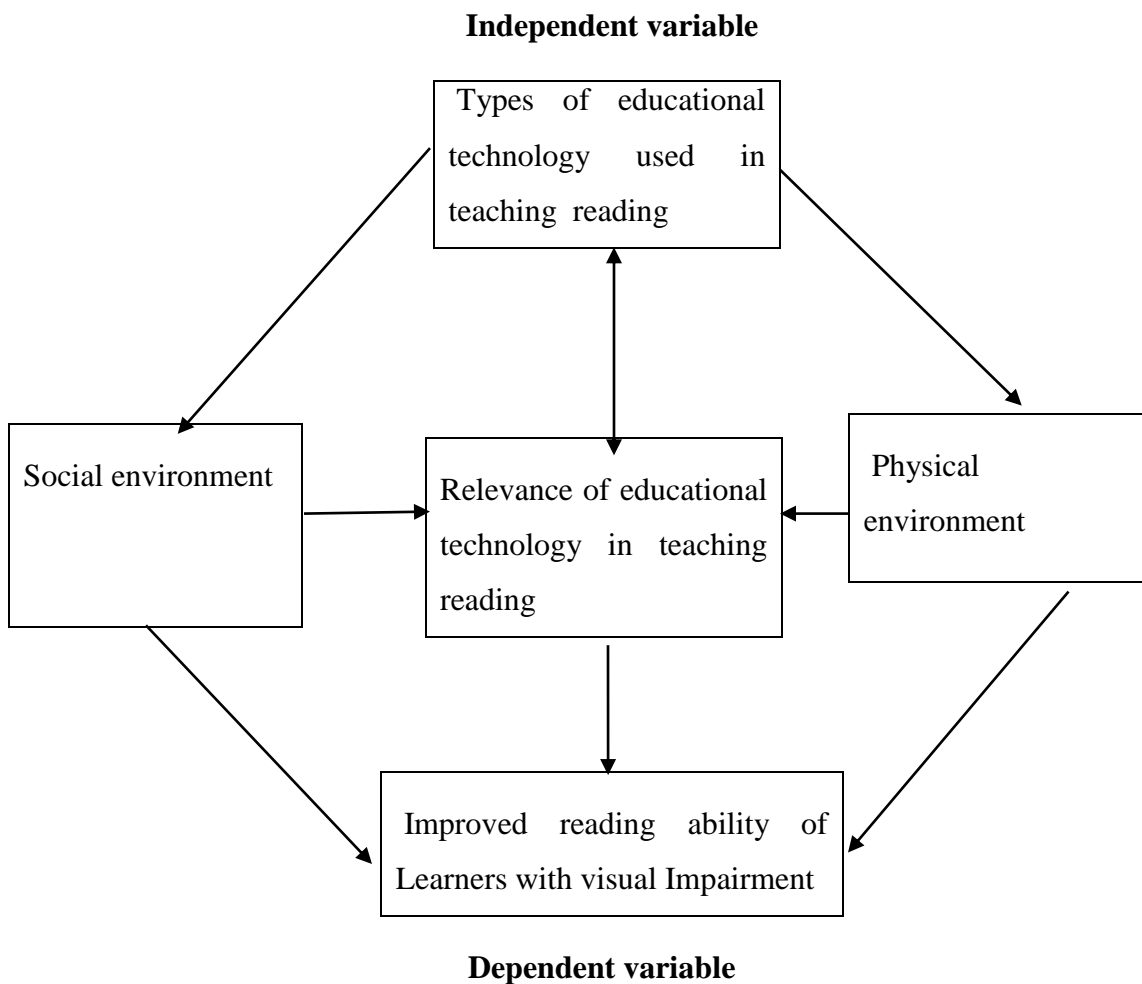 Independent variable
Types of educational
technology used in
teaching reading
Social environment
Relevance of educational
technology in teaching
reading
Physical
environment
Improved reading ability of
Learners with visual Impairment
Dependent variable